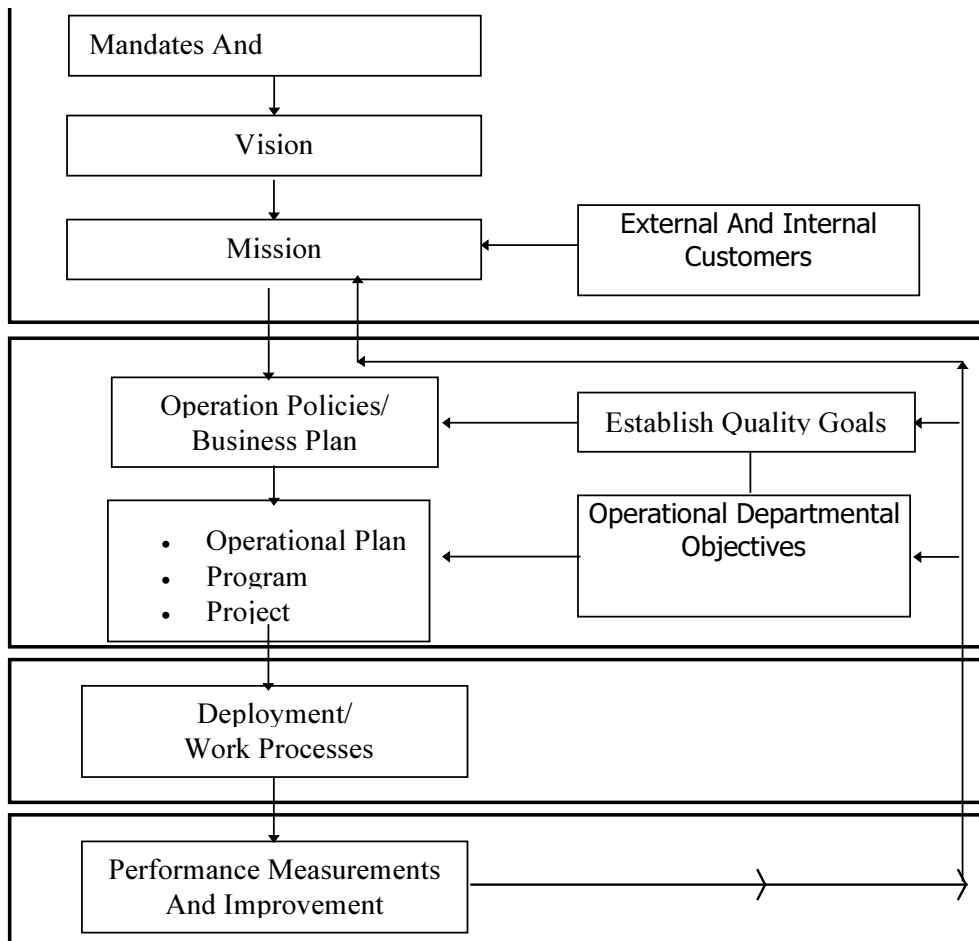 Mandates And
Vision
Mission
External And Internal
Customers
Operation Policies/
Business Plan
Establish Quality Goals
• Operational Plan
• Program
• Project
Operational Departmental
Objectives
Deployment/
Work Processes
Performance Measurements
And Improvement